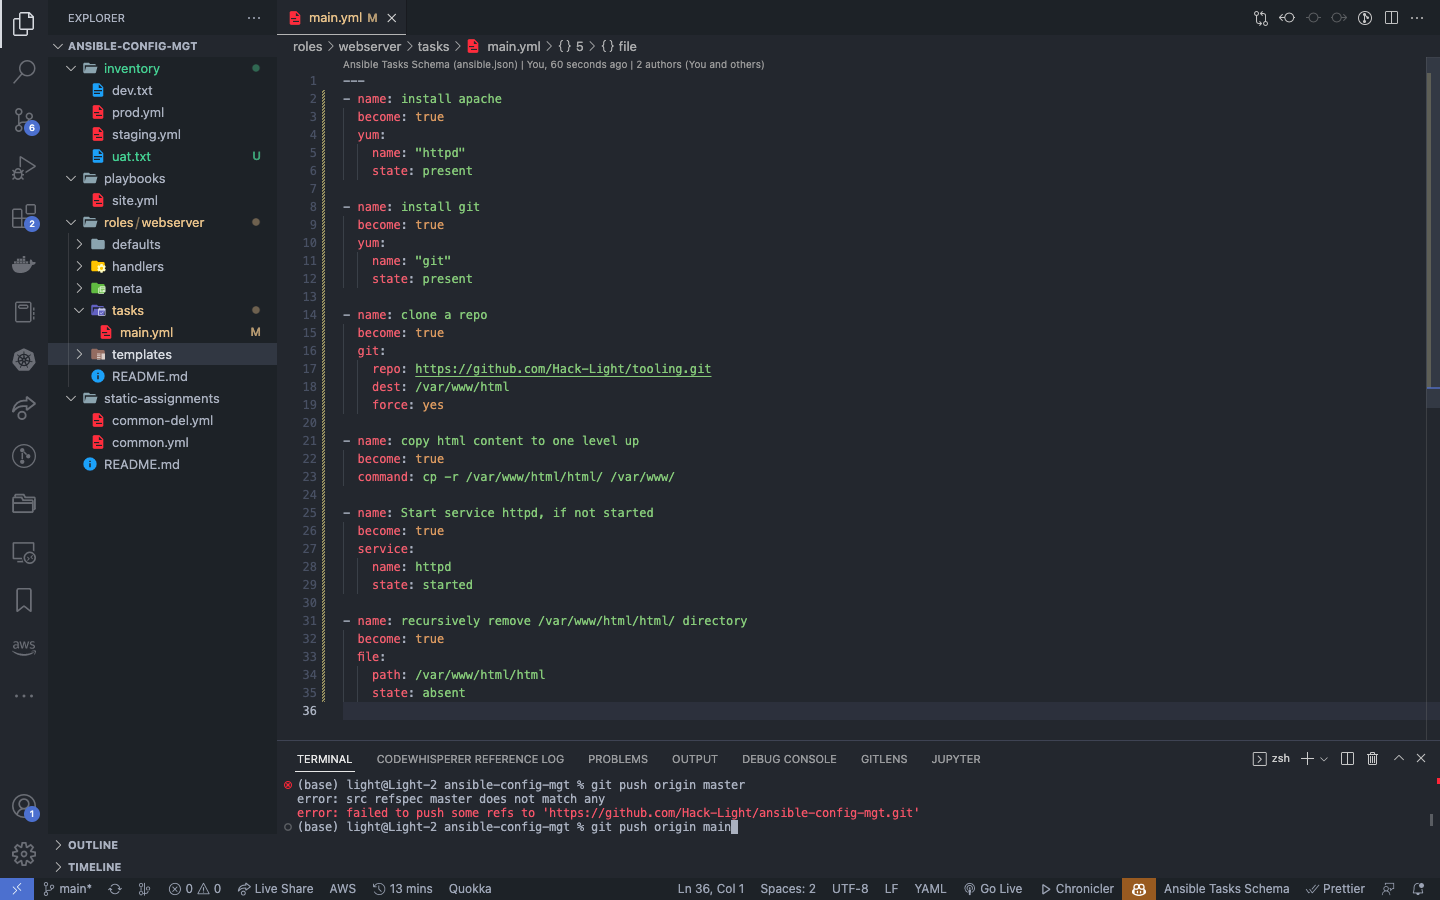 EXPLORER
ANSIBLE-CONFIG-MGT
inventory
dev.txt
prod.yml
staging.yml
uat.txt U
playbooks
site.yml
roles/webserver
defaults
handlers
meta
tasks
main.yml M
templates
README.md
static-assignments
common-del.yml
common.yml
README.md
OUTLINE
TIMELINE
6
2
aws
1
main.yml M
roles > webserver > tasks > main.yml > {} 5 > {} file
Ansible Tasks Schema (ansible.json) | You, 60 seconds ago | 2 authors (You and others)
1 ---
2 - name: install apache
3 become: true
4 yum:
5 name: "httpd"
6 state: present
7
8 - name: install git
9 become: true
10 yum:
11 name: "git"
12 state: present
13
14 - name: clone a repo
15 become: true
16 git:
17 repo: https://github.com/Hack-Light/tooling.git
18 dest: /var/www/html
19 force: yes
20
21 - name: copy html content to one level up
22 become: true
23 command: cp -r /var/www/html/html/ /var/www/
24
25 - name: Start service httpd, if not started
26 become: true
27 service:
28 name: httpd
29 state: started
30
31 - name: recursively remove /var/www/html/html/ directory
32 become: true
33 file:
34 path: /var/www/html/html
35 state: absent
36
TERMINAL CODEWHISPERER REFERENCE LOG PROBLEMS OUTPUT DEBUG CONSOLE GITLENS JUPYTER zsh
(base) light@Light-2 ansible-config-mgt % git push origin master
error: src refspec master does not match any
error: failed to push some refs to 'https://github.com/Hack-Light/ansible-config-mgt.git'
(base) light@Light-2 ansible-config-mgt % git push origin main
main* 0 0 Live Share AWS 13 mins Quokka Ln 36, Col 1 Spaces: 2 UTF-8 LF YAML Go Live Chronicler Ansible Tasks Schema Prettier